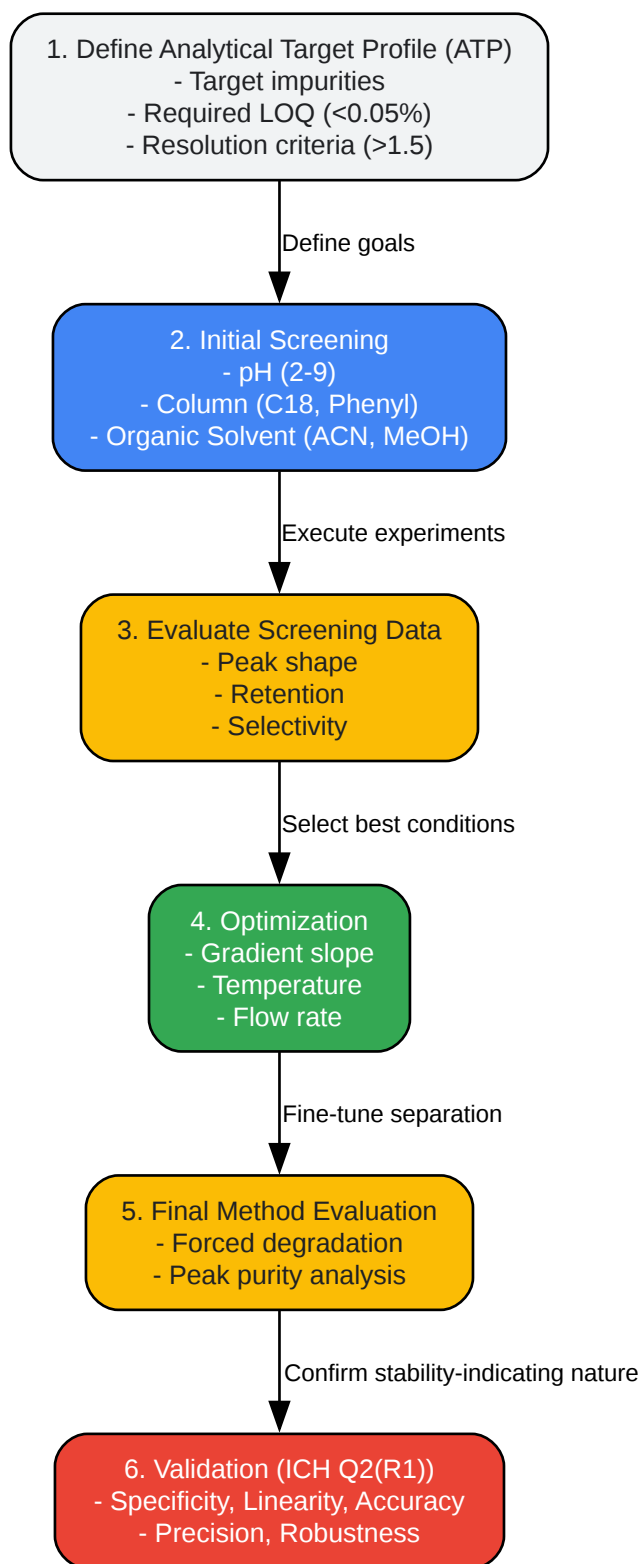 1. Define Analytical Target Profile (ATP)
- Target impurities
- Required LOQ (<0.05%)
- Resolution criteria (>1.5)
Define goals
2. Initial Screening
- pH (2-9)
- Column (C18, Phenyl)
- Organic Solvent (ACN, MeOH)
Execute experiments
3. Evaluate Screening Data
- Peak shape
- Retention
- Selectivity
Select best conditions
4. Optimization
- Gradient slope
- Temperature
- Flow rate
Fine-tune separation
5. Final Method Evaluation
- Forced degradation
- Peak purity analysis
Confirm stability-indicating nature
6. Validation (ICH Q2(R1))
- Specificity, Linearity, Accuracy
- Precision, Robustness